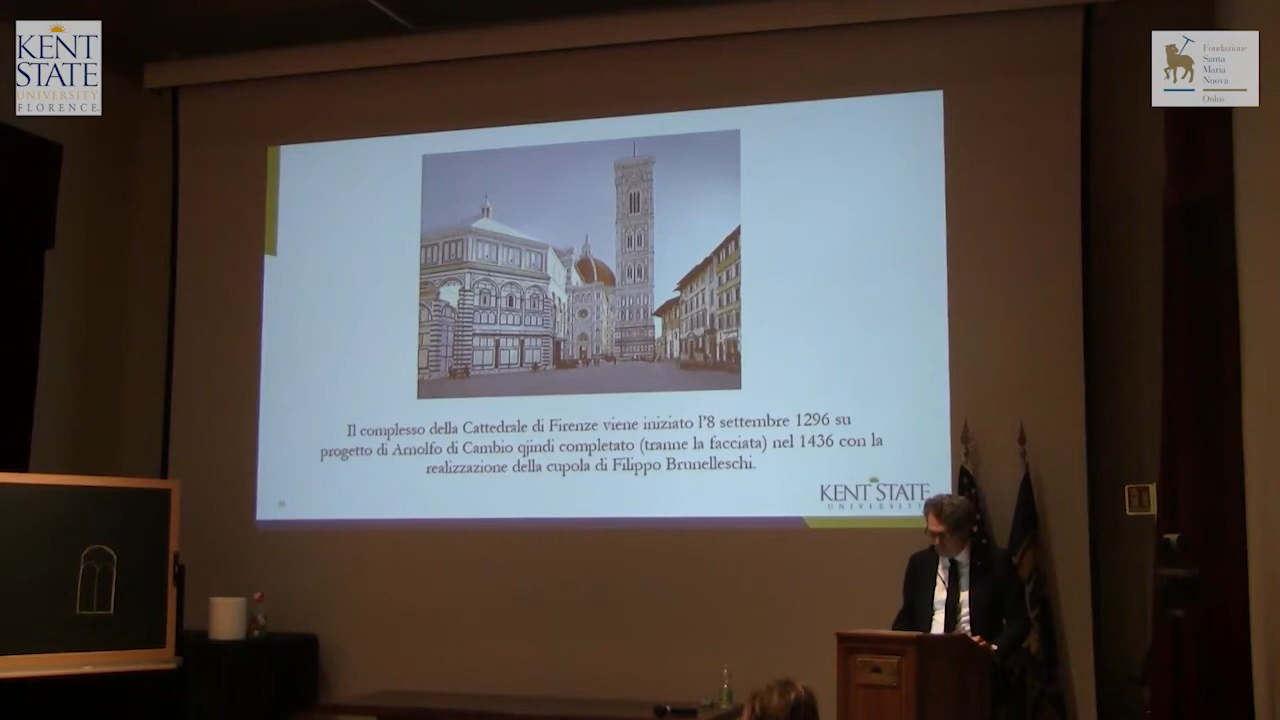 KENT
STATE
UNIVERSITY
FLORENCE
Fondazione
Santa
Maria
Nuova
Onlus
Il complesso della Cattedrale di Firenze viene iniziato l'8 settembre 1296 su
progetto di Arnolfo di Cambio qjindi completato (tranne la facciata) nel 1436 con la
realizzazione della cupola di Filippo Brunelleschi.
KENT STATE
UNIVERSITY